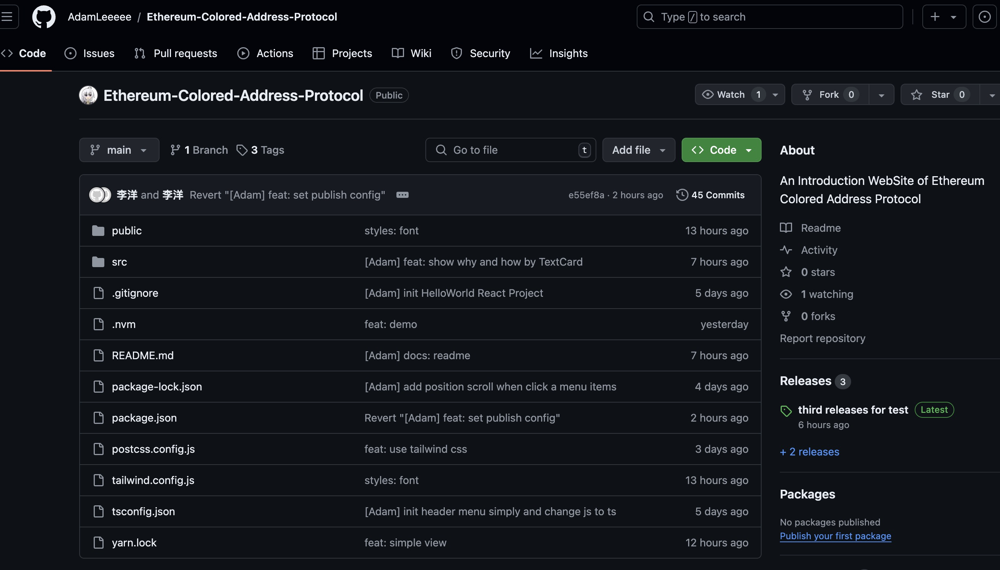 AdamLeeeee / Ethereum-Colored-Address-Protocol
Type / to search
Code Issues Pull requests Actions Projects Wiki Security Insights
Ethereum-Colored-Address-Protocol Public
Watch 1 Fork 0 Star 0
main 1 Branch 3 Tags Go to file t Add file Code
李洋 and 李洋 Revert "[Adam] feat: set publish config" e55ef8a · 2 hours ago 45 Commits
public styles: font 13 hours ago
src [Adam] feat: show why and how by TextCard 7 hours ago
.gitignore [Adam] init HelloWorld React Project 5 days ago
.nvm feat: demo yesterday
README.md [Adam] docs: readme 7 hours ago
package-lock.json [Adam] add position scroll when click a menu items 4 days ago
package.json Revert "[Adam] feat: set publish config" 2 hours ago
postcss.config.js feat: use tailwind css 3 days ago
tailwind.config.js styles: font 13 hours ago
tsconfig.json [Adam] init header menu simply and change js to ts 5 days ago
yarn.lock feat: simple view 12 hours ago
About
An Introduction WebSite of Ethereum
Colored Address Protocol
Readme
Activity
0 stars
1 watching
0 forks
Report repository
Releases 3
third releases for test Latest
6 hours ago
+ 2 releases
Packages
No packages published
Publish your first package